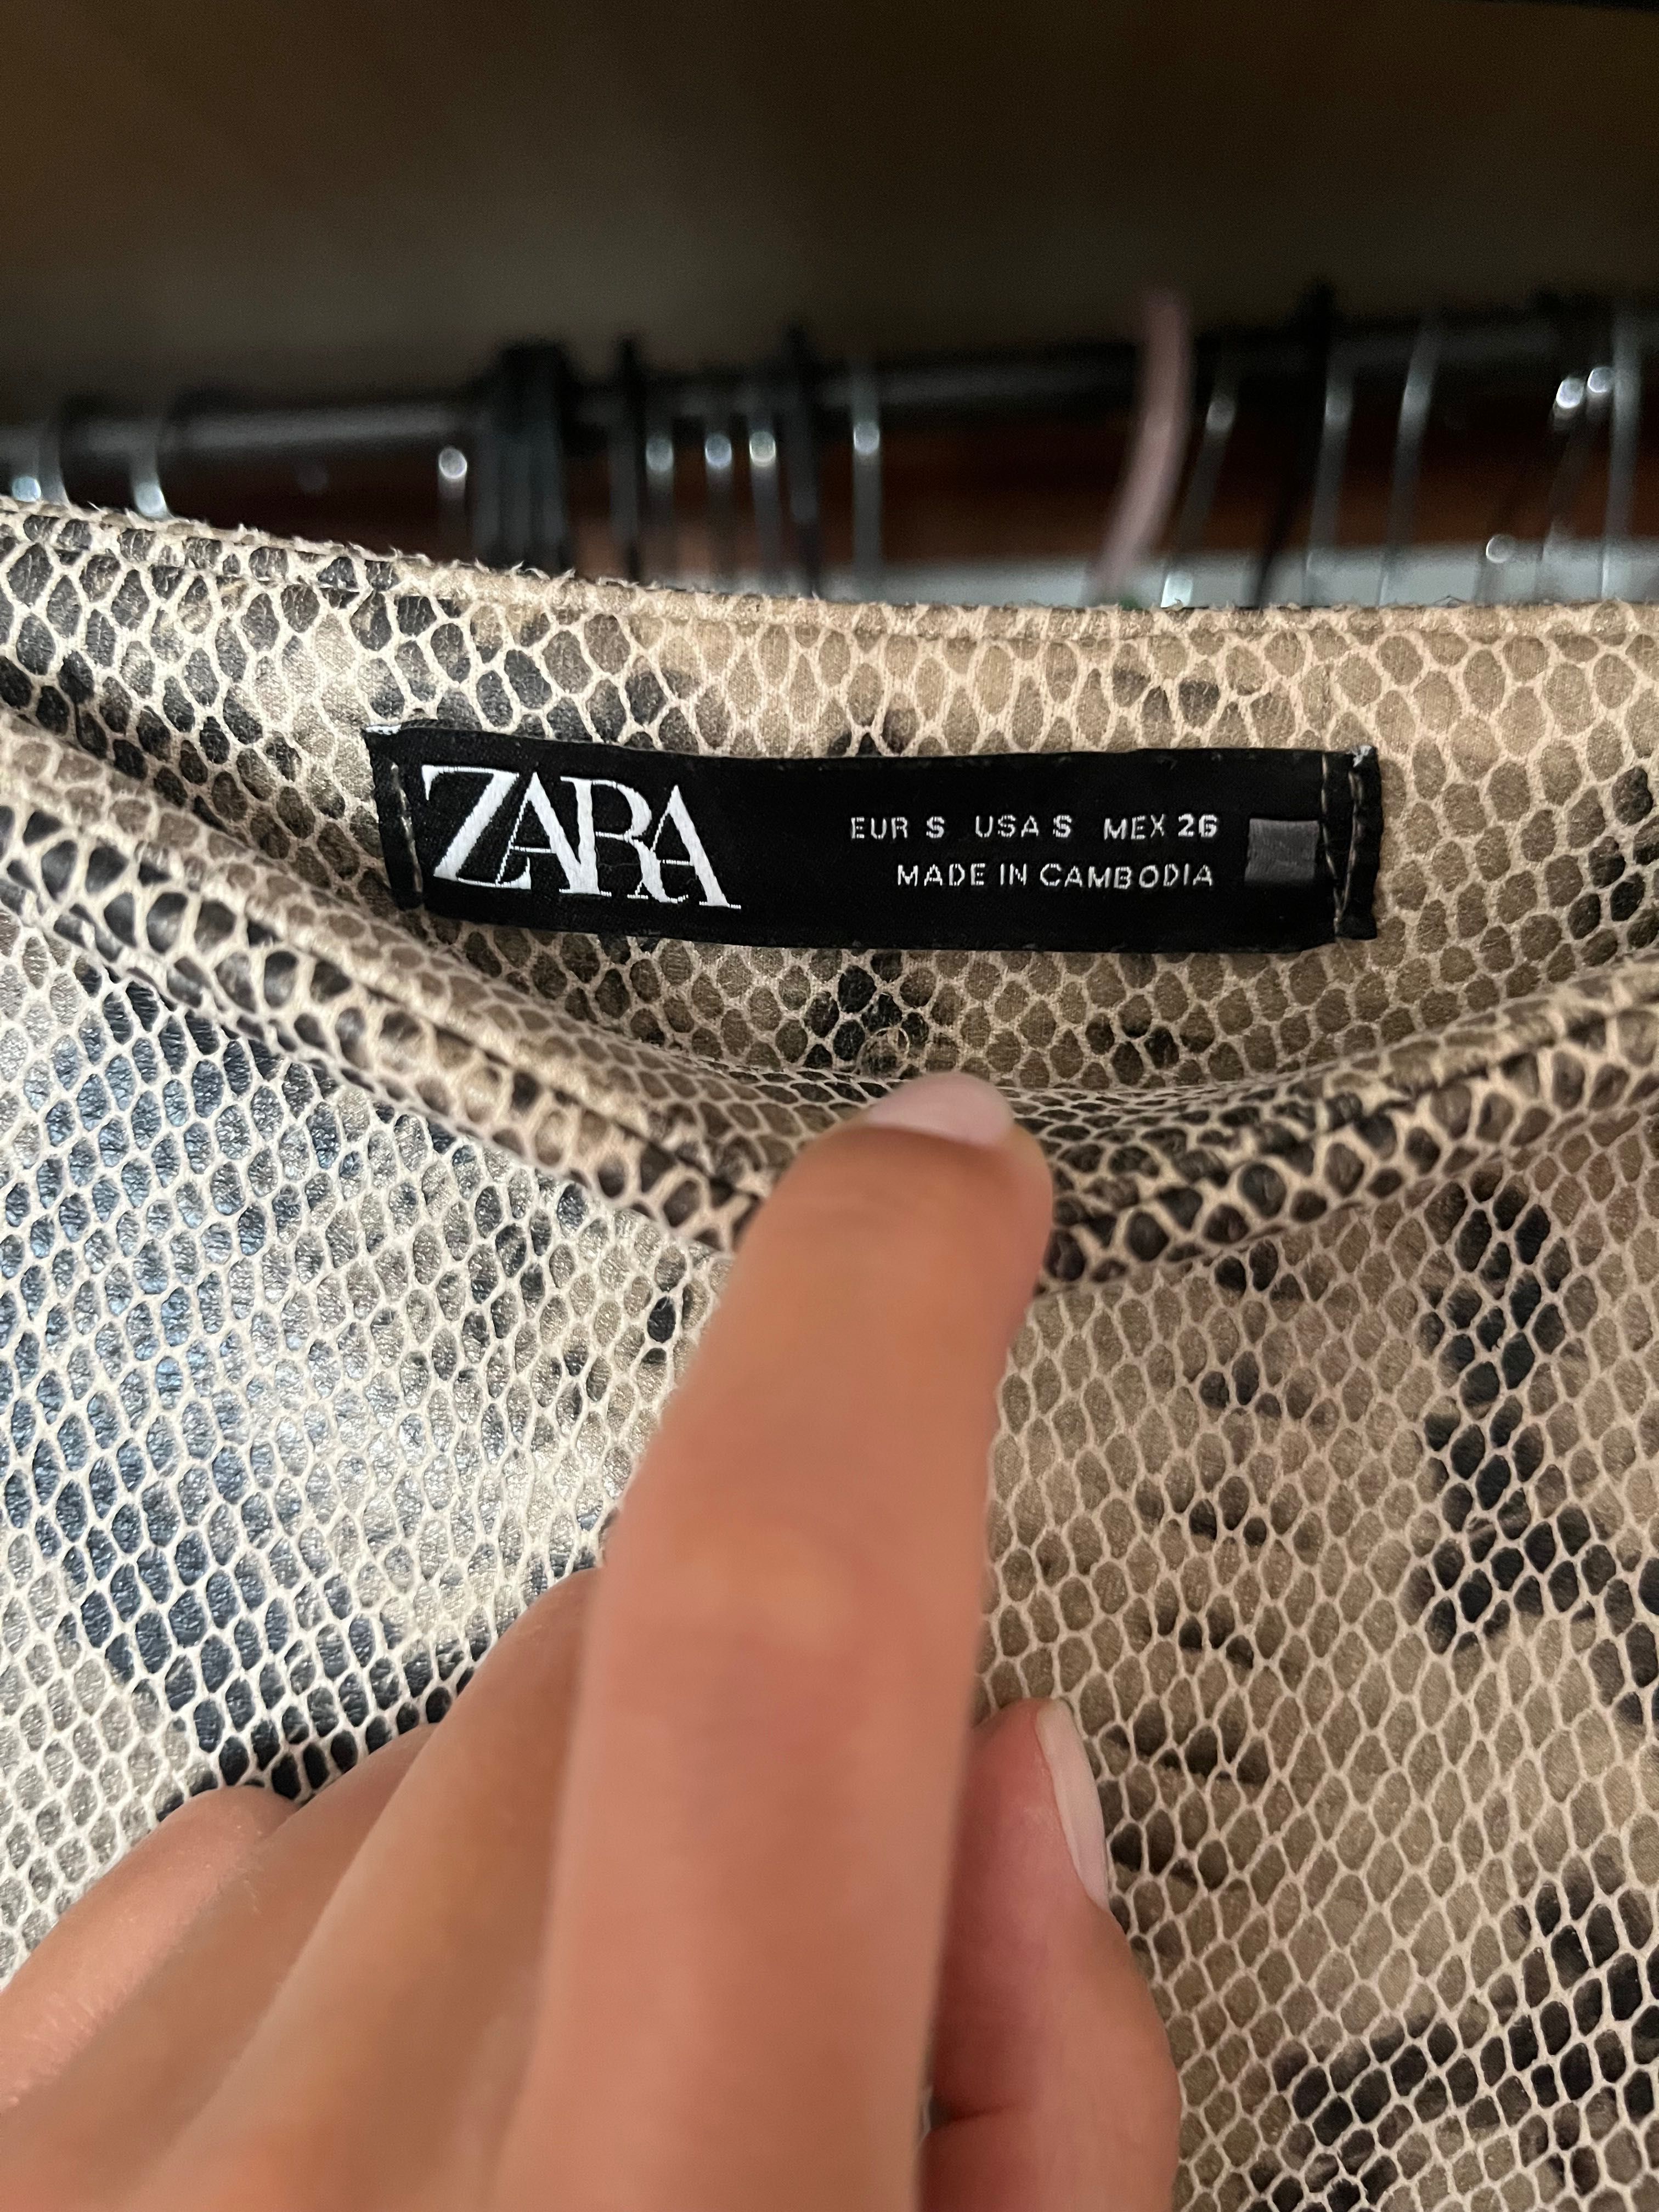 ZARA
EUR S USA S MEX 26
MADE IN CAMBODIA